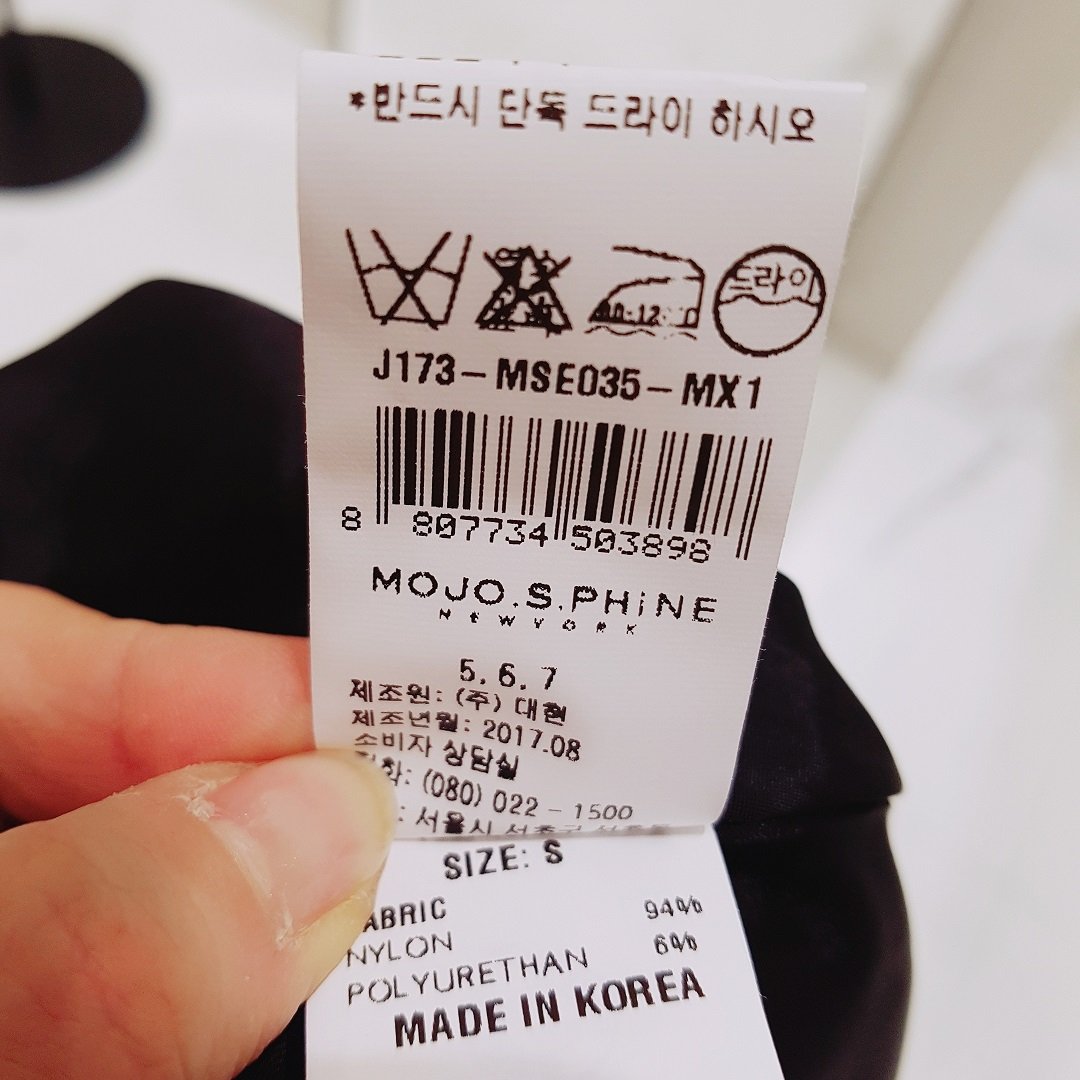 *반드시 단독 드라이 하시오
드라이
J173-MSE035-MX1
8 807734 503898
MOJO.S.PHiNE
NEWYORK
5.6.7
제조원: (주) 대현
제조년월: 2017.08
소비자 상담실
: (080) 022-1500
: 서울시
SIZE: S
ABRIC
NYLON 94%
POLYURETHAN 6%
MADE IN KOREA